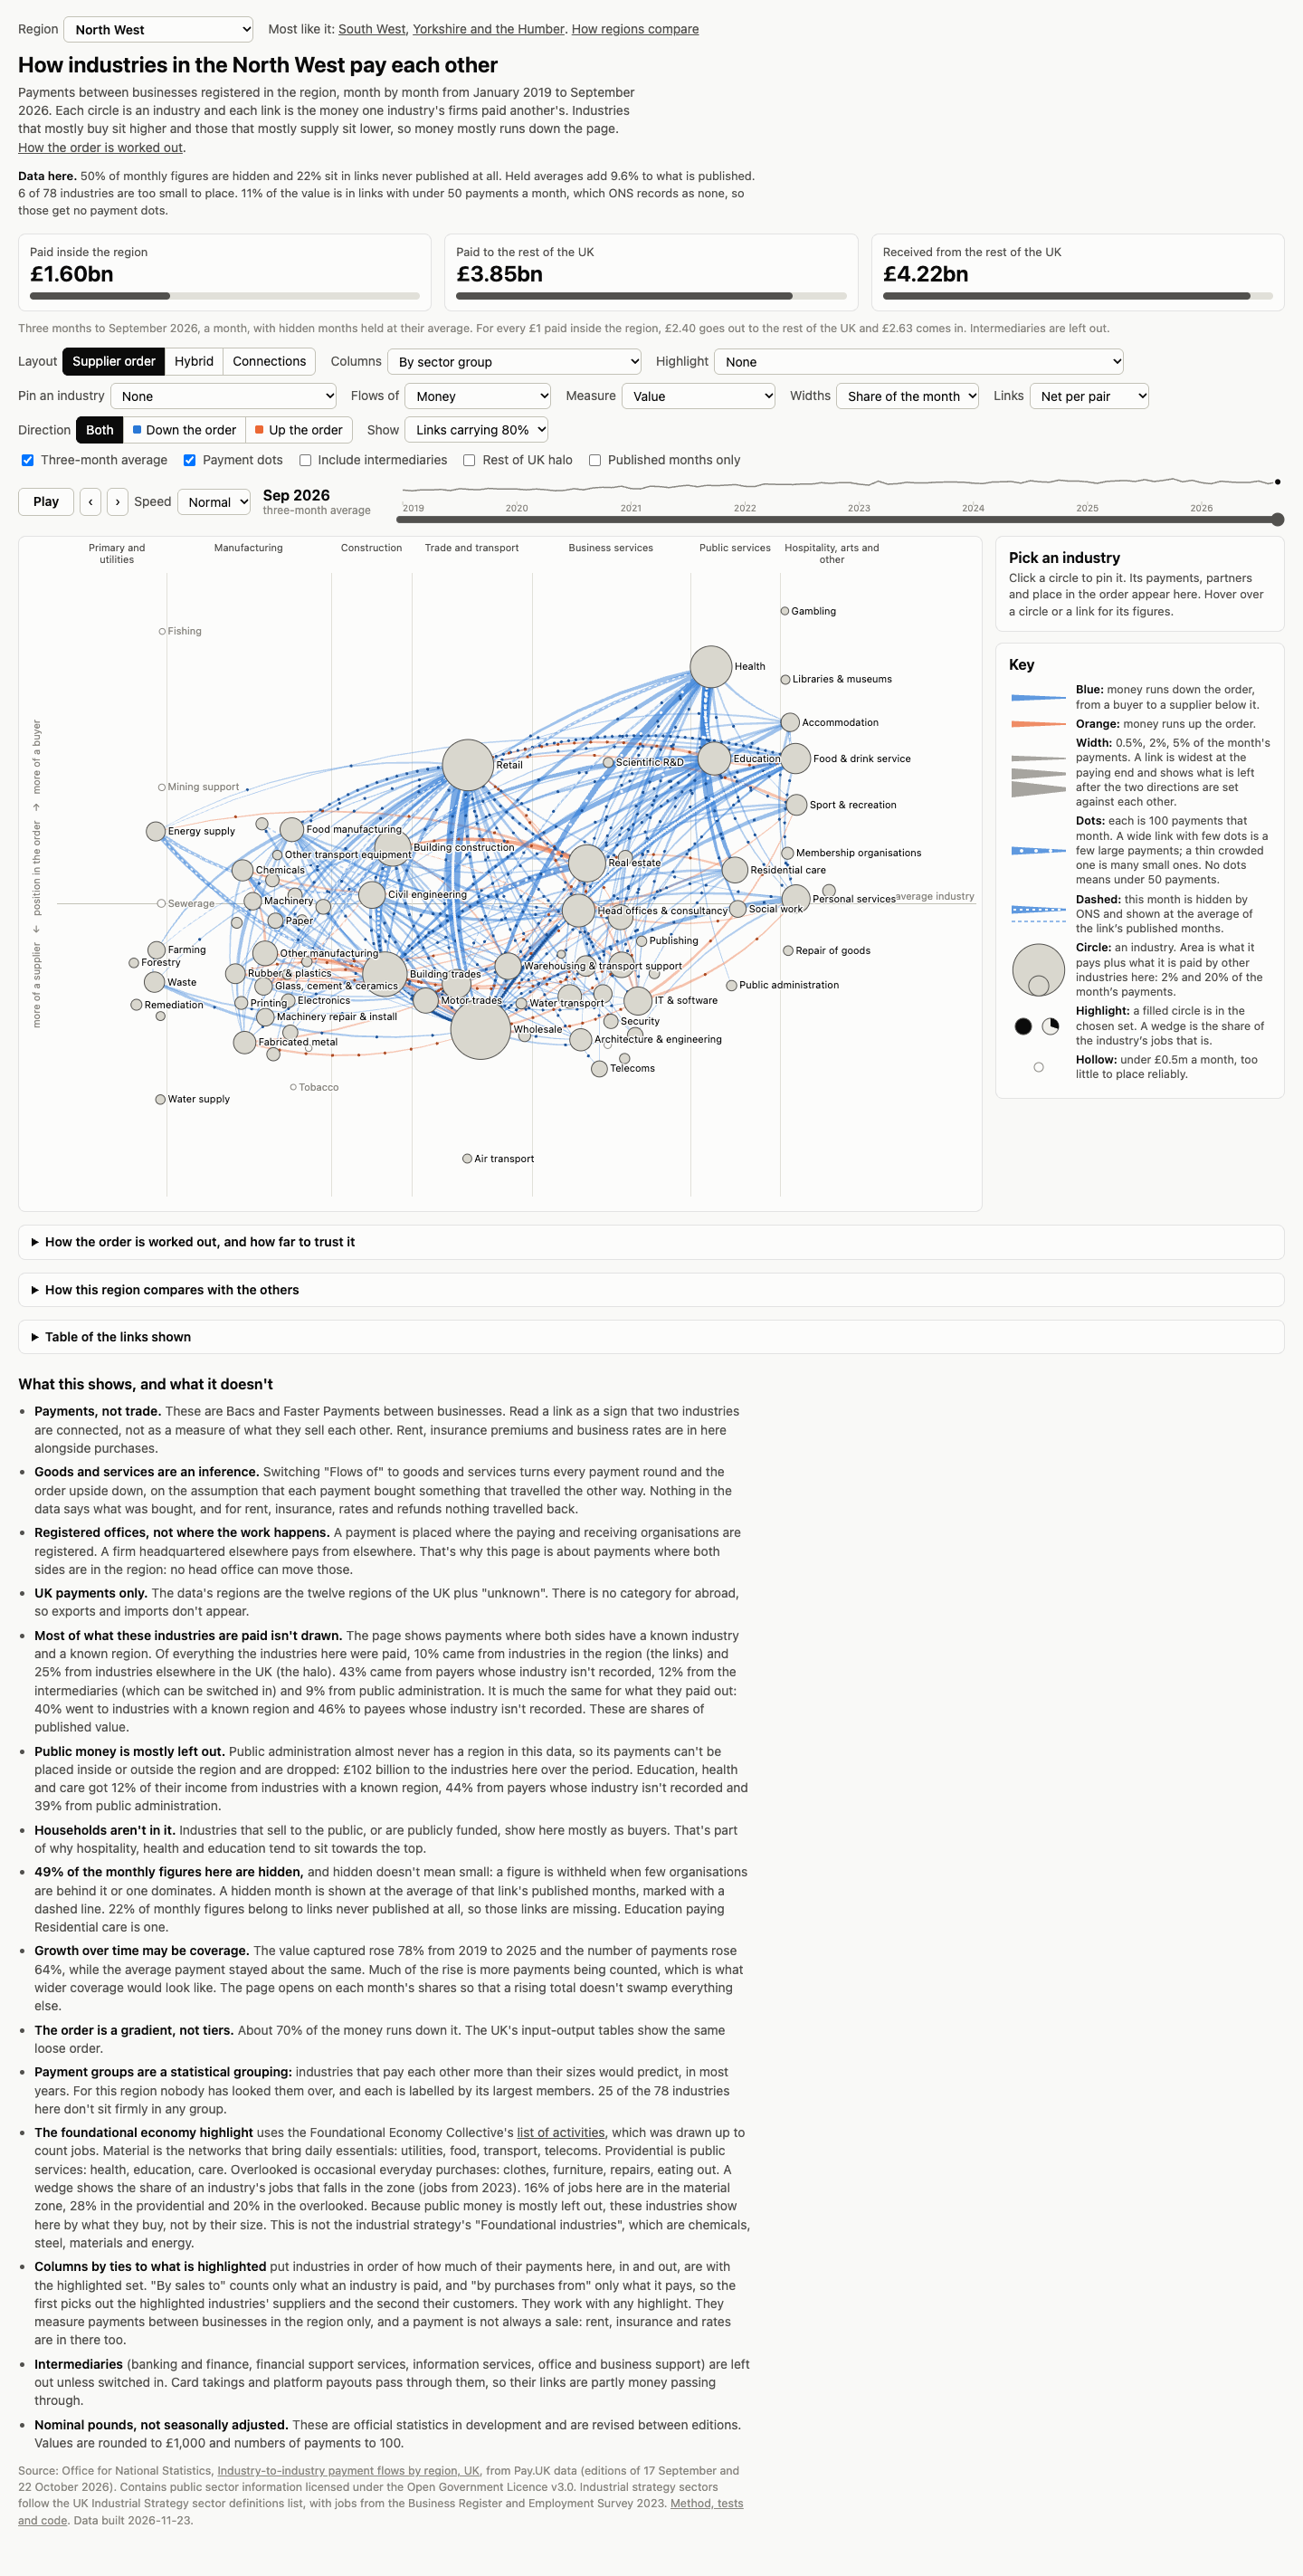 Region North West Most like it: South West, Yorkshire and the Humber. How regions compare
How industries in the North West pay each other
Payments between businesses registered in the region, month by month from January 2019 to September
2026. Each circle is an industry and each link is the money one industry's firms paid another's. Industries
that mostly buy sit higher and those that mostly supply sit lower, so money mostly runs down the page.
How the order is worked out.
Data here. 50% of monthly figures are hidden and 22% sit in links never published at all. Held averages add 9.6% to what is published.
6 of 78 industries are too small to place. 11% of the value is in links with under 50 payments a month, which ONS records as none, so
those get no payment dots.
Paid inside the region
£1.60bn
Paid to the rest of the UK
£3.85bn
Received from the rest of the UK
£4.22bn
Three months to September 2026, a month, with hidden months held at their average. For every £1 paid inside the region, £2.40 goes out to the rest of the UK and £2.63 comes in. Intermediaries are left out.
Layout Supplier order Hybrid Connections Columns By sector group Highlight None
Pin an industry None Flows of Money Measure Value Widths Share of the month Links Net per pair
Direction Both Down the order Up the order Show Links carrying 80%
Three-month average Payment dots Include intermediaries Rest of UK halo Published months only
Play ‹ › Speed Normal Sep 2026
three-month average
2019 2020 2021 2022 2023 2024 2025 2026
Primary and utilities
Manufacturing
Construction
Trade and transport
Business services
Public services
Hospitality, arts and other
more of a supplier ← position in the order → more of a buyer
Gambling
Fishing
Health
Libraries & museums
Accommodation
Retail
Scientific R&D
Education
Food & drink service
Mining support
Sport & recreation
Energy supply
Food manufacturing
Building construction
Other transport equipment
Membership organisations
Real estate
Chemicals
Residential care
Civil engineering
Machinery
Personal services
average industry
Sewerage
Head offices & consultancy
Social work
Paper
Publishing
Farming
Other manufacturing
Repair of goods
Forestry
Warehousing & transport support
Rubber & plastics
Building trades
Waste
Glass, cement & ceramics
Public administration
Remediation
Printing
Electronics
Motor trades
Water transport
IT & software
Machinery repair & install
Security
Wholesale
Fabricated metal
Architecture & engineering
Telecoms
Tobacco
Water supply
Air transport
Pick an industry
Click a circle to pin it. Its payments, partners
and place in the order appear here. Hover over
a circle or a link for its figures.
Key
Blue: money runs down the order,
from a buyer to a supplier below it.
Orange: money runs up the order.
Width: 0.5%, 2%, 5% of the month's
payments. A link is widest at the
paying end and shows what is left
after the two directions are set
against each other.
Dots: each is 100 payments that
month. A wide link with few dots is a
few large payments; a thin crowded
one is many small ones. No dots
means under 50 payments.
Dashed: this month is hidden by
ONS and shown at the average of
the link's published months.
Circle: an industry. Area is what it
pays plus what it is paid by other
industries here: 2% and 20% of the
month's payments.
Highlight: a filled circle is in the
chosen set. A wedge is the share of
the industry's jobs that is.
Hollow: under £0.5m a month, too
little to place reliably.
How the order is worked out, and how far to trust it
How this region compares with the others
Table of the links shown
What this shows, and what it doesn't
Payments, not trade. These are Bacs and Faster Payments between businesses. Read a link as a sign that two industries
are connected, not as a measure of what they sell each other. Rent, insurance premiums and business rates are in here
alongside purchases.
Goods and services are an inference. Switching "Flows of" to goods and services turns every payment round and the
order upside down, on the assumption that each payment bought something that travelled the other way. Nothing in the
data says what was bought, and for rent, insurance, rates and refunds nothing travelled back.
Registered offices, not where the work happens. A payment is placed where the paying and receiving organisations are
registered. A firm headquartered elsewhere pays from elsewhere. That's why this page is about payments where both
sides are in the region: no head office can move those.
UK payments only. The data's regions are the twelve regions of the UK plus "unknown". There is no category for abroad,
so exports and imports don't appear.
Most of what these industries are paid isn't drawn. The page shows payments where both sides have a known industry
and a known region. Of everything the industries here were paid, 10% came from industries in the region (the links) and
25% from industries elsewhere in the UK (the halo). 43% came from payers whose industry isn't recorded, 12% from the
intermediaries (which can be switched in) and 9% from public administration. It is much the same for what they paid out:
40% went to industries with a known region and 46% to payees whose industry isn't recorded. These are shares of
published value.
Public money is mostly left out. Public administration almost never has a region in this data, so its payments can't be
placed inside or outside the region and are dropped: £102 billion to the industries here over the period. Education, health
and care got 12% of their income from industries with a known region, 44% from payers whose industry isn't recorded and
39% from public administration.
Households aren't in it. Industries that sell to the public, or are publicly funded, show here mostly as buyers. That's part
of why hospitality, health and education tend to sit towards the top.
49% of the monthly figures here are hidden, and hidden doesn't mean small: a figure is withheld when few organisations
are behind it or one dominates. A hidden month is shown at the average of that link's published months, marked with a
dashed line. 22% of monthly figures belong to links never published at all, so those links are missing. Education paying
Residential care is one.
Growth over time may be coverage. The value captured rose 78% from 2019 to 2025 and the number of payments rose
64%, while the average payment stayed about the same. Much of the rise is more payments being counted, which is what
wider coverage would look like. The page opens on each month's shares so that a rising total doesn't swamp everything
else.
The order is a gradient, not tiers. About 70% of the money runs down it. The UK's input-output tables show the same
loose order.
Payment groups are a statistical grouping: industries that pay each other more than their sizes would predict, in most
years. For this region nobody has looked them over, and each is labelled by its largest members. 25 of the 78 industries
here don't sit firmly in any group.
The foundational economy highlight uses the Foundational Economy Collective's list of activities, which was drawn up to
count jobs. Material is the networks that bring daily essentials: utilities, food, transport, telecoms. Providential is public
services: health, education, care. Overlooked is occasional everyday purchases: clothes, furniture, repairs, eating out. A
wedge shows the share of an industry's jobs that falls in the zone (jobs from 2023). 16% of jobs here are in the material
zone, 28% in the providential and 20% in the overlooked. Because public money is mostly left out, these industries show
here by what they buy, not by their size. This is not the industrial strategy's "Foundational industries", which are chemicals,
steel, materials and energy.
Columns by ties to what is highlighted put industries in order of how much of their payments here, in and out, are with
the highlighted set. "By sales to" counts only what an industry is paid, and "by purchases from" only what it pays, so the
first picks out the highlighted industries' suppliers and the second their customers. They work with any highlight. They
measure payments between businesses in the region only, and a payment is not always a sale: rent, insurance and rates
are in there too.
Intermediaries (banking and finance, financial support services, information services, office and business support) are left
out unless switched in. Card takings and platform payouts pass through them, so their links are partly money passing
through.
Nominal pounds, not seasonally adjusted. These are official statistics in development and are revised between editions.
Values are rounded to £1,000 and numbers of payments to 100.
Source: Office for National Statistics, Industry-to-industry payment flows by region, UK, from Pay.UK data (editions of 17 September and
22 October 2026). Contains public sector information licensed under the Open Government Licence v3.0. Industrial strategy sectors
follow the UK Industrial Strategy sector definitions list, with jobs from the Business Register and Employment Survey 2023. Method, tests
and code. Data built 2026-11-23.